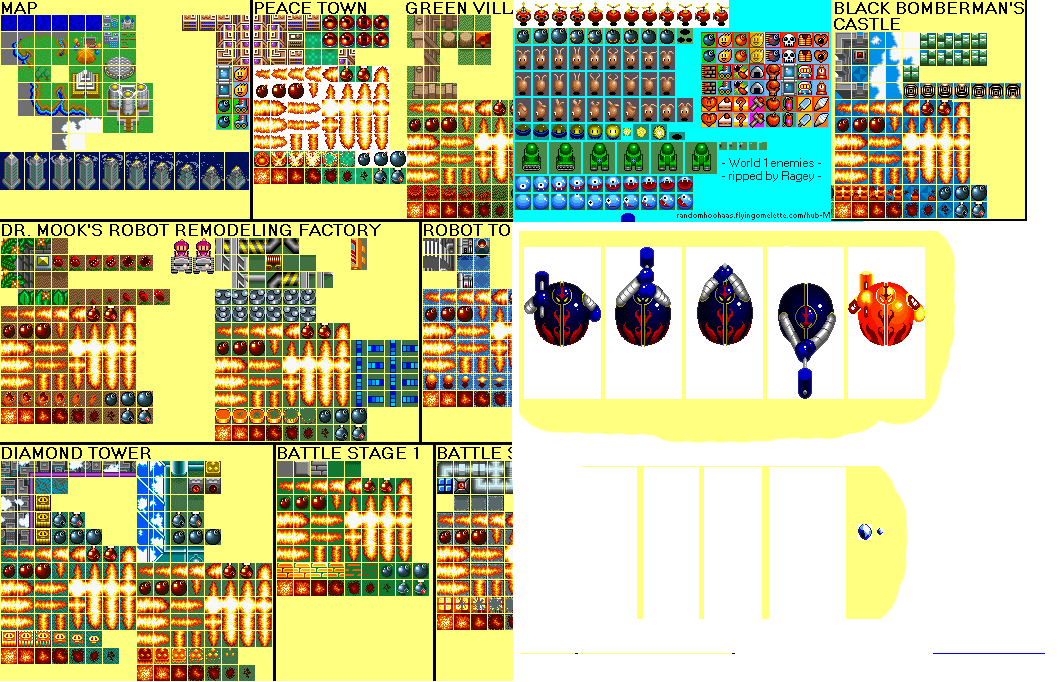 MAP
PEACE TOWN
GREEN VILL
BLACK BOMBERMAN'S
CASTLE
- World 1 enemies -
- ripped by Ragey -
randomhoohaas.flyingomelette.com/hub-M
DR. MOOK'S ROBOT REMODELING FACTORY
ROBOT TO
DIAMOND TOWER
BATTLE STAGE 1
BATTLE S